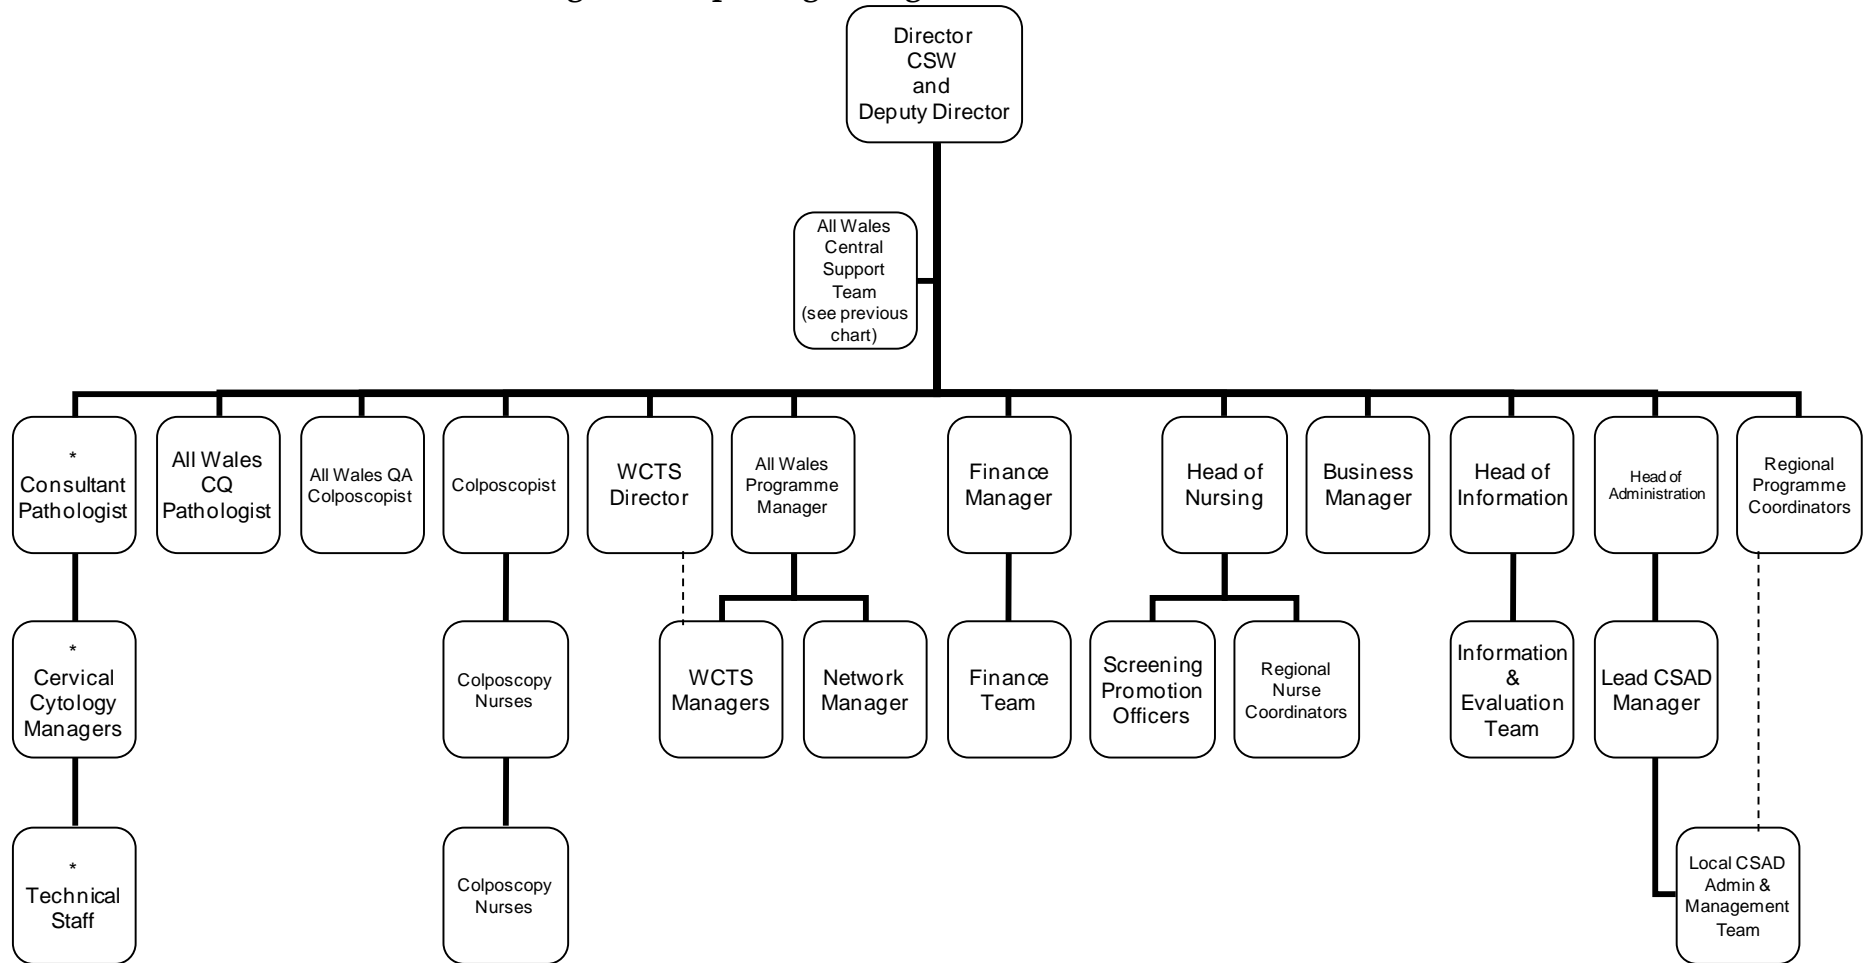 Director
CSW
and
Deputy Director
All Wales
Central
Support
Team
(see previous
chart)
*
Consultant
Pathologist
All Wales
CQ
Pathologist
All Wales QA
Colposcopist
Colposcopist
WCTS
Director
All Wales
Programme
Manager
Finance
Manager
Head of
Nursing
Business
Manager
Head of
Information
Head of
Administration
Regional
Programme
Coordinators
*
Cervical
Cytology
Managers
Colposcopy
Nurses
WCTS
Managers
Network
Manager
Finance
Team
Screening
Promotion
Officers
Regional
Nurse
Coordinators
Information
&
Evaluation
Team
Lead CSAD
Manager
*
Technical
Staff
Colposcopy
Nurses
Local CSAD
Admin &
Management
Team